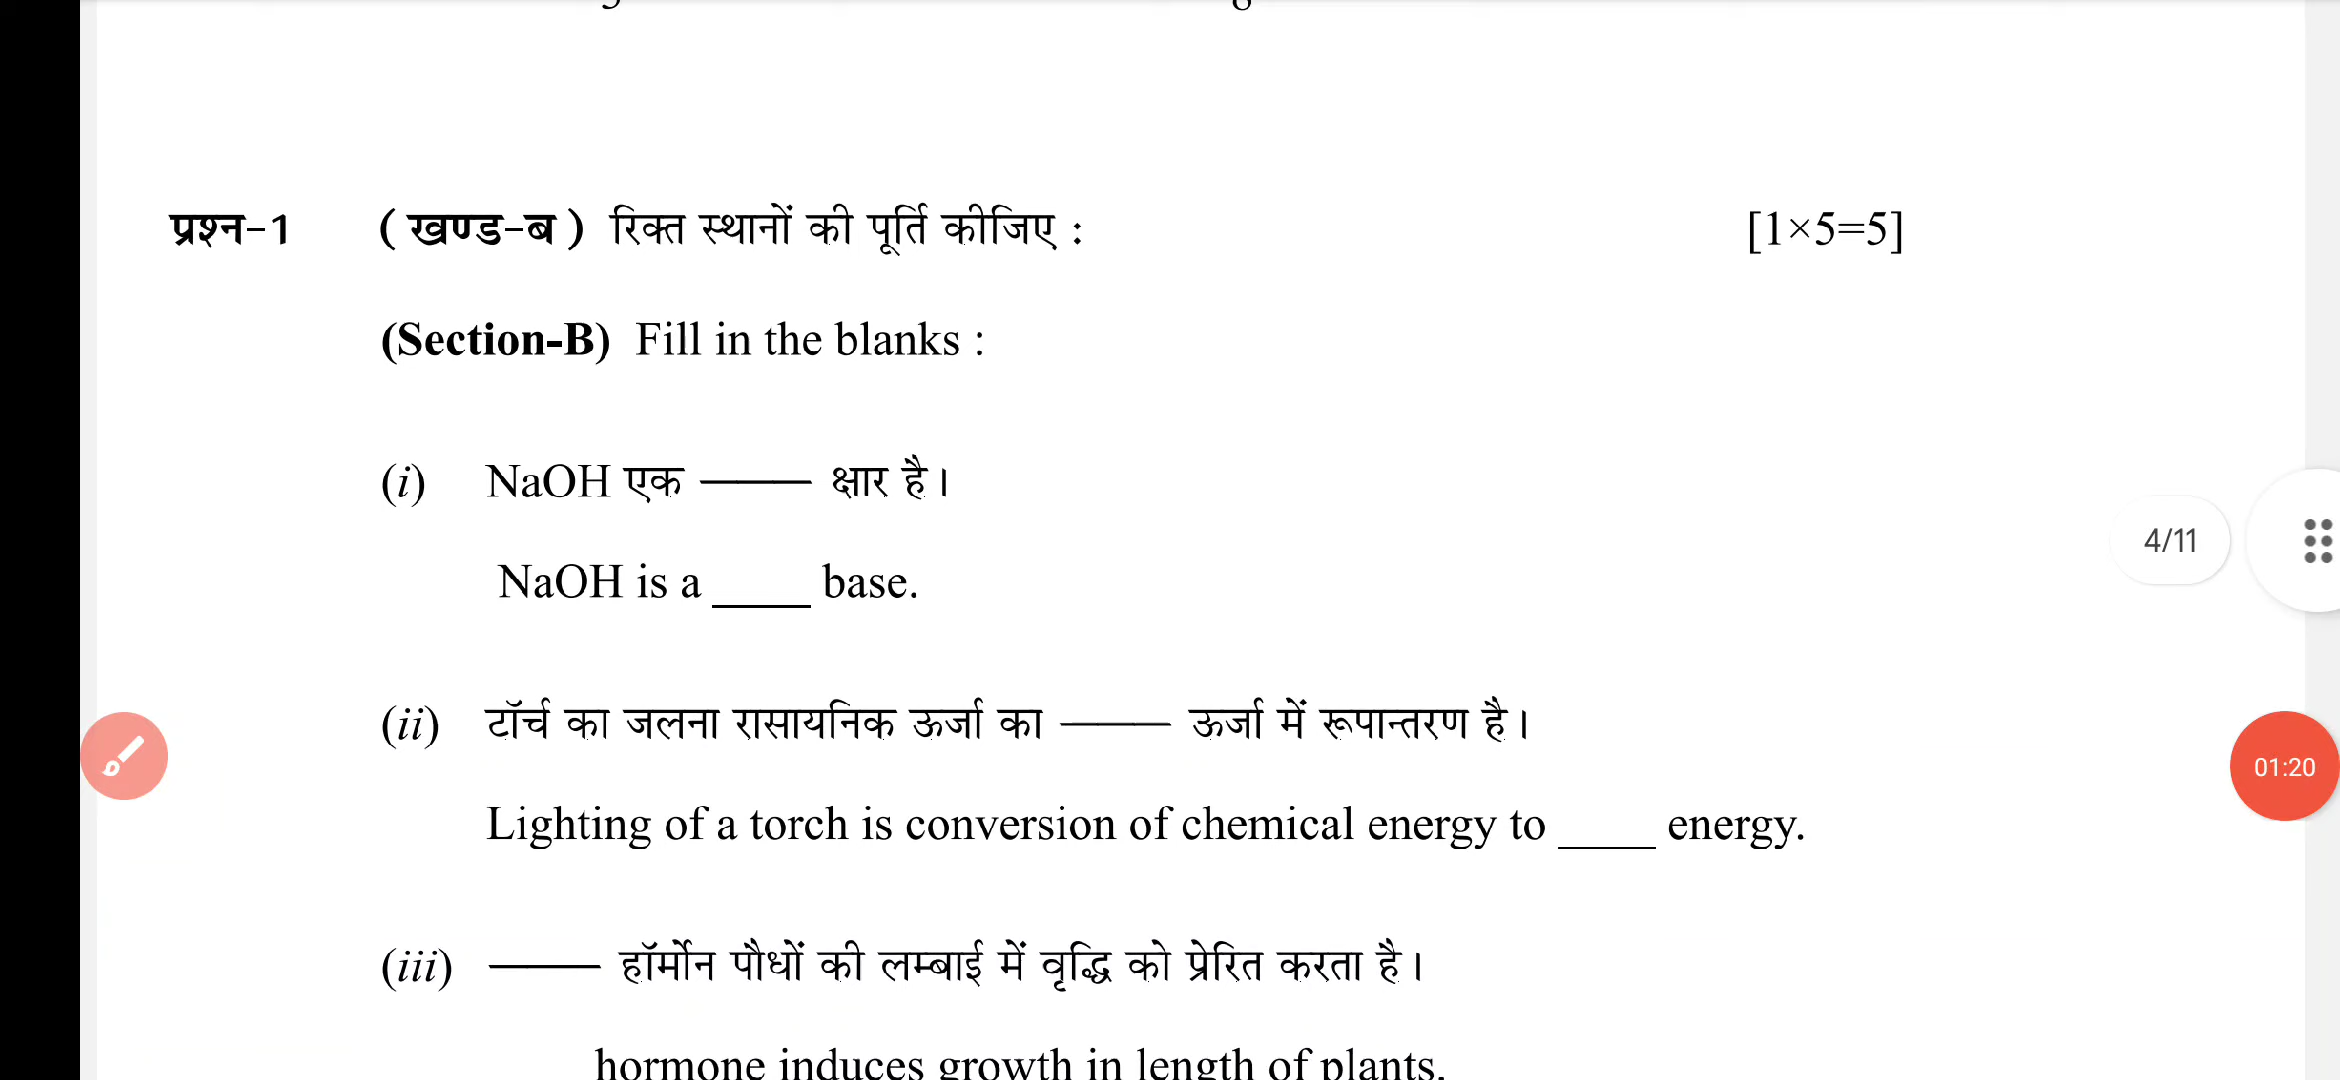 प्रश्न-1 ( खण्ड-ब ) रिक्त स्थानों की पूर्ति कीजिए : [1×5=5]
(Section-B) Fill in the blanks :
(i) NaOH एक —— क्षार है।
NaOH is a ____ base.
(ii) टॉर्च का जलना रासायनिक ऊर्जा का —— ऊर्जा में रूपान्तरण है।
4/11
Lighting of a torch is conversion of chemical energy to ____ energy.
01:20
(iii) —— हॉर्मोन पौधों की लम्बाई में वृद्धि को प्रेरित करता है।
hormone induces growth in length of plants.